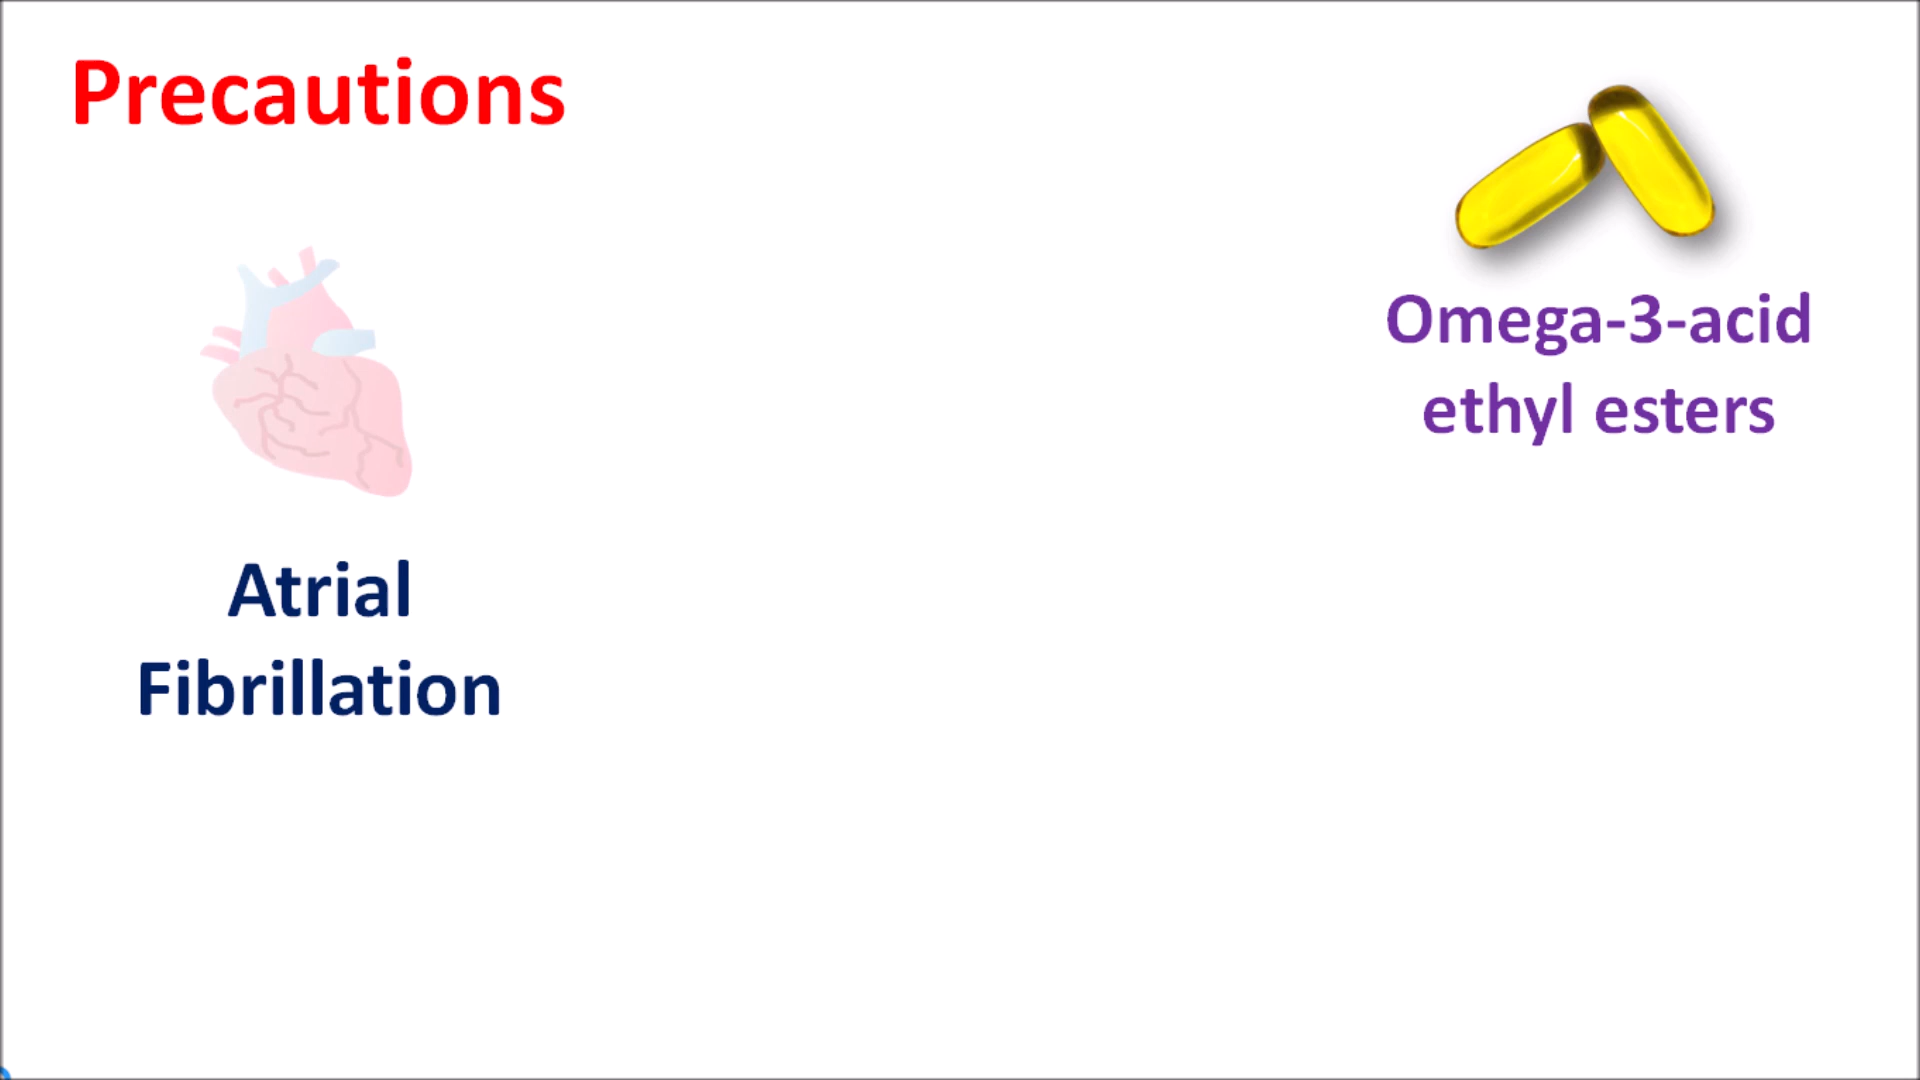 Precautions
Omega-3-acid
ethyl esters
Atrial
Fibrillation